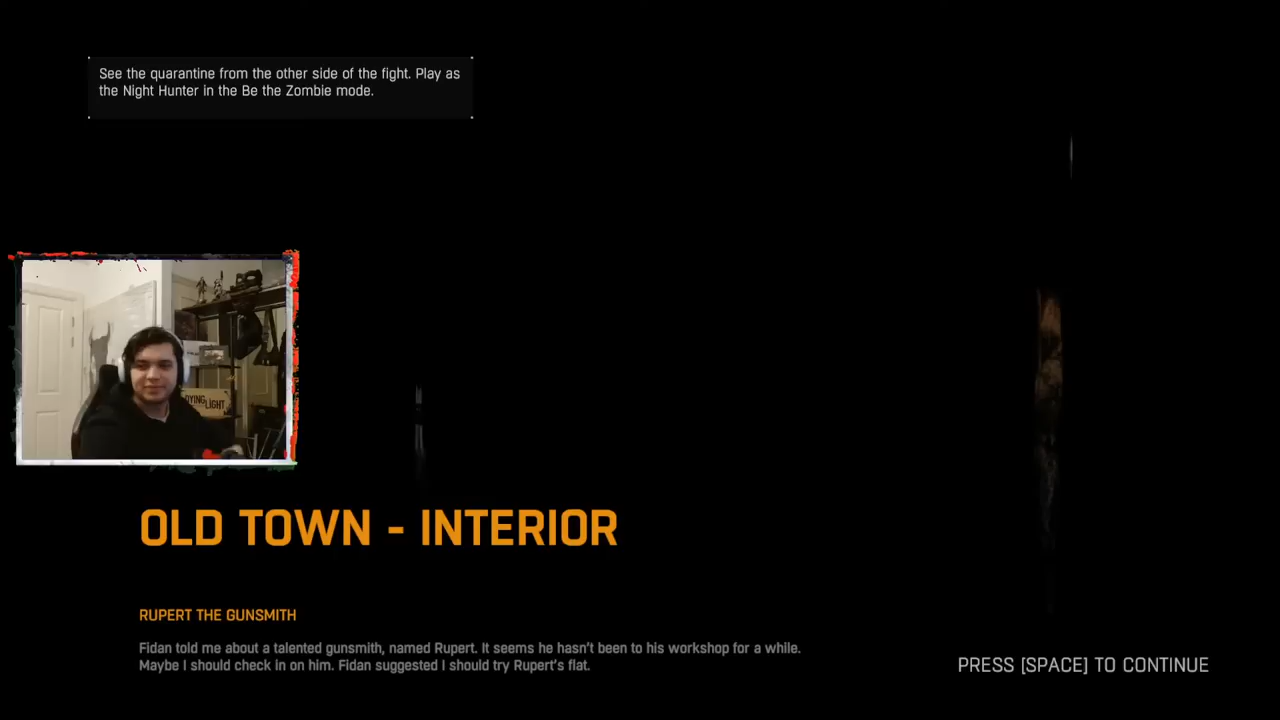 See the quarantine from the other side of the fight. Play as
the Night Hunter in the Be the Zombie mode.
DYING LIGHT
OLD TOWN - INTERIOR
RUPERT THE GUNSMITH
Fidan told me about a talented gunsmith, named Rupert. It seems he hasn't been to his workshop for a while.
Maybe I should check in on him. Fidan suggested I should try Rupert's flat.
PRESS [SPACE] TO CONTINUE